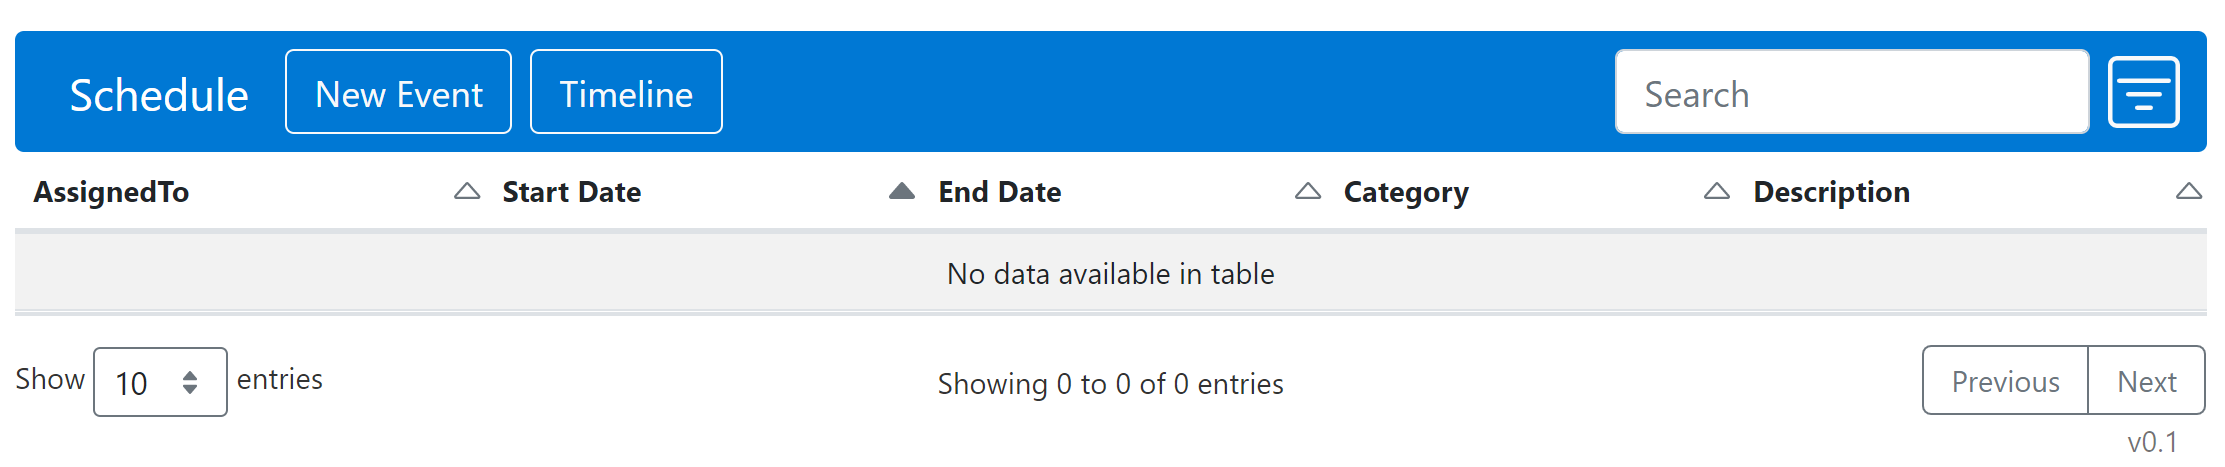 Schedule New Event Timeline Search
AssignedTo Start Date End Date Category Description
No data available in table
Show 10 entries Showing 0 to 0 of 0 entries Previous Next
v0.1